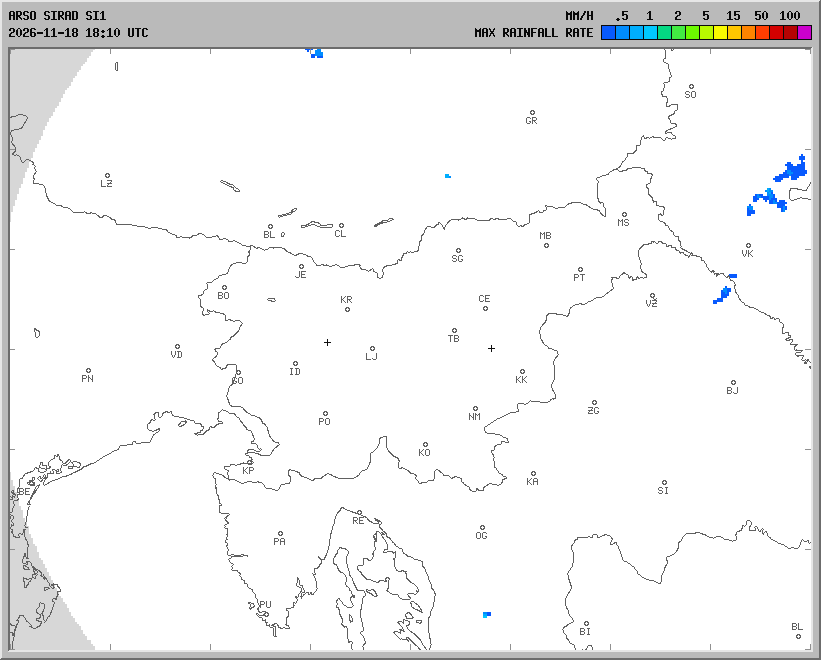 ARSO SIRAD SI1 MM/H .5 1 2 5 15 50 100
2026-11-18 18:10 UTC MAX RAINFALL RATE
SO
GR
LZ
MS
BL CL MB
SG VK
JE PT
BO KR CE VZ
TB
VD LJ
PN GO ID KK
BJ
NM ZG
PO
KO
KP
KA
BE SI
RE
PA OG
PU
BI BL